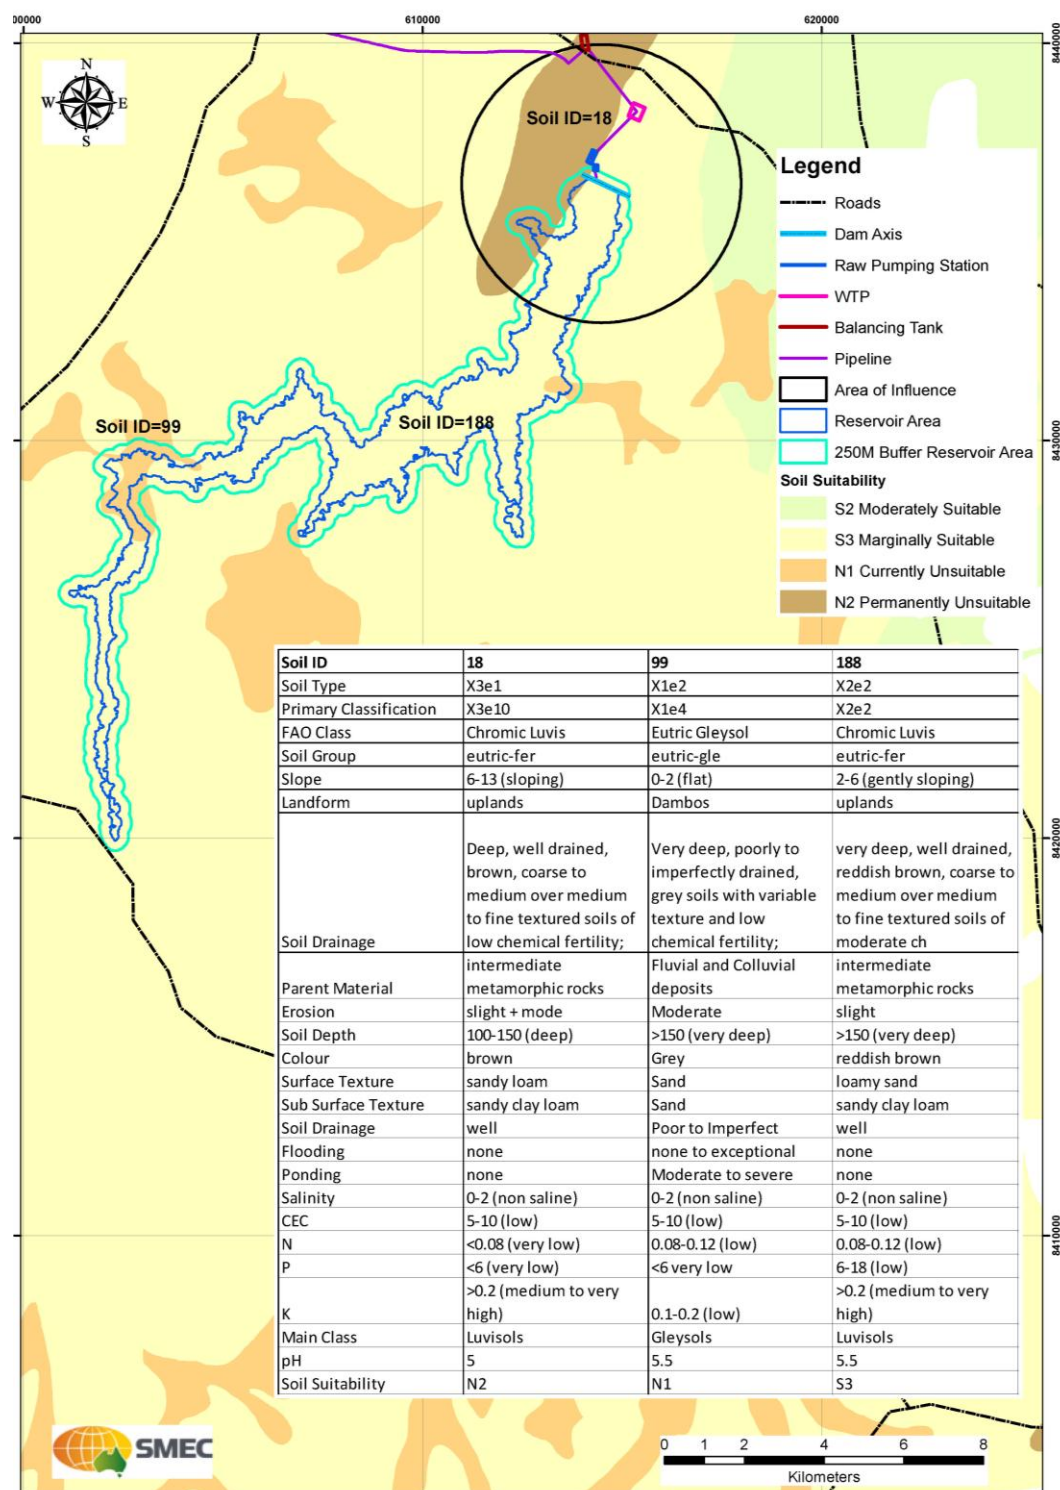 00000
610000
620000
8440000
N
W E
S
Soil ID=18
Legend
Roads
Dam Axis
Raw Pumping Station
WTP
Balancing Tank
Pipeline
Area of Influence
Reservoir Area
250M Buffer Reservoir Area
Soil Suitability
S2 Moderately Suitable
S3 Marginally Suitable
N1 Currently Unsuitable
N2 Permanently Unsuitable
Soil ID=99
Soil ID=188
8430000
8420000
8410000
Soil ID 18 99 188
Soil Type X3e1 X1e2 X2e2
Primary Classification X3e10 X1e4 X2e2
FAO Class Chromic Luvis Eutric Gleysol Chromic Luvis
Soil Group eutric-fer eutric-gle eutric-fer
Slope 6-13 (sloping) 0-2 (flat) 2-6 (gently sloping)
Landform uplands Dambos uplands
Deep, well drained, Very deep, poorly to very deep, well drained,
brown, coarse to imperfectly drained, reddish brown, coarse to
medium over medium grey soils with variable medium over medium
to fine textured soils of texture and low to fine textured soils of
Soil Drainage low chemical fertility; chemical fertility; moderate ch
intermediate Fluvial and Colluvial intermediate
Parent Material metamorphic rocks deposits metamorphic rocks
Erosion slight + mode Moderate slight
Soil Depth 100-150 (deep) >150 (very deep) >150 (very deep)
Colour brown Grey reddish brown
Surface Texture sandy loam Sand loamy sand
Sub Surface Texture sandy clay loam Sand sandy clay loam
Soil Drainage well Poor to Imperfect well
Flooding none none to exceptional none
Ponding none Moderate to severe none
Salinity 0-2 (non saline) 0-2 (non saline) 0-2 (non saline)
CEC 5-10 (low) 5-10 (low) 5-10 (low)
N <0.08 (very low) 0.08-0.12 (low) 0.08-0.12 (low)
P <6 (very low) <6 very low 6-18 (low)
>0.2 (medium to very >0.2 (medium to very
K high) 0.1-0.2 (low) high)
Main Class Luvisols Gleysols Luvisols
pH 5 5.5 5.5
Soil Suitability N2 N1 S3
SMEC
0 1 2 4 6 8
Kilometers